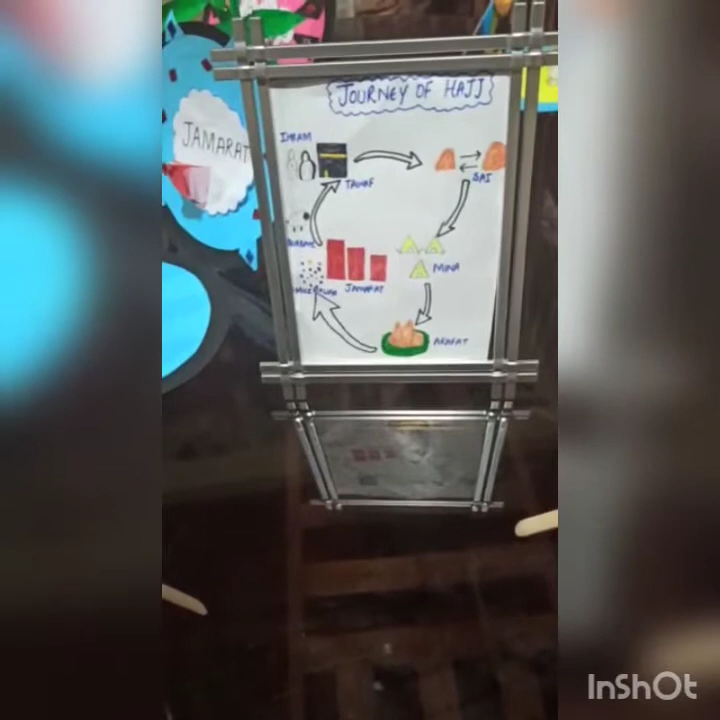 JOURNEY OF HAJJ
JAMARAT
IHRAM
TAWAF
SAI
MINA
JAMARAT
ARAFAT
InShOt